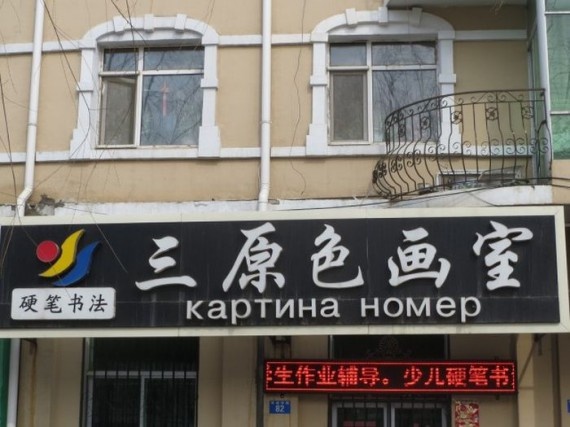 三原色画室
硬笔书法
картина номер
生作业辅导。少儿硬笔书
82